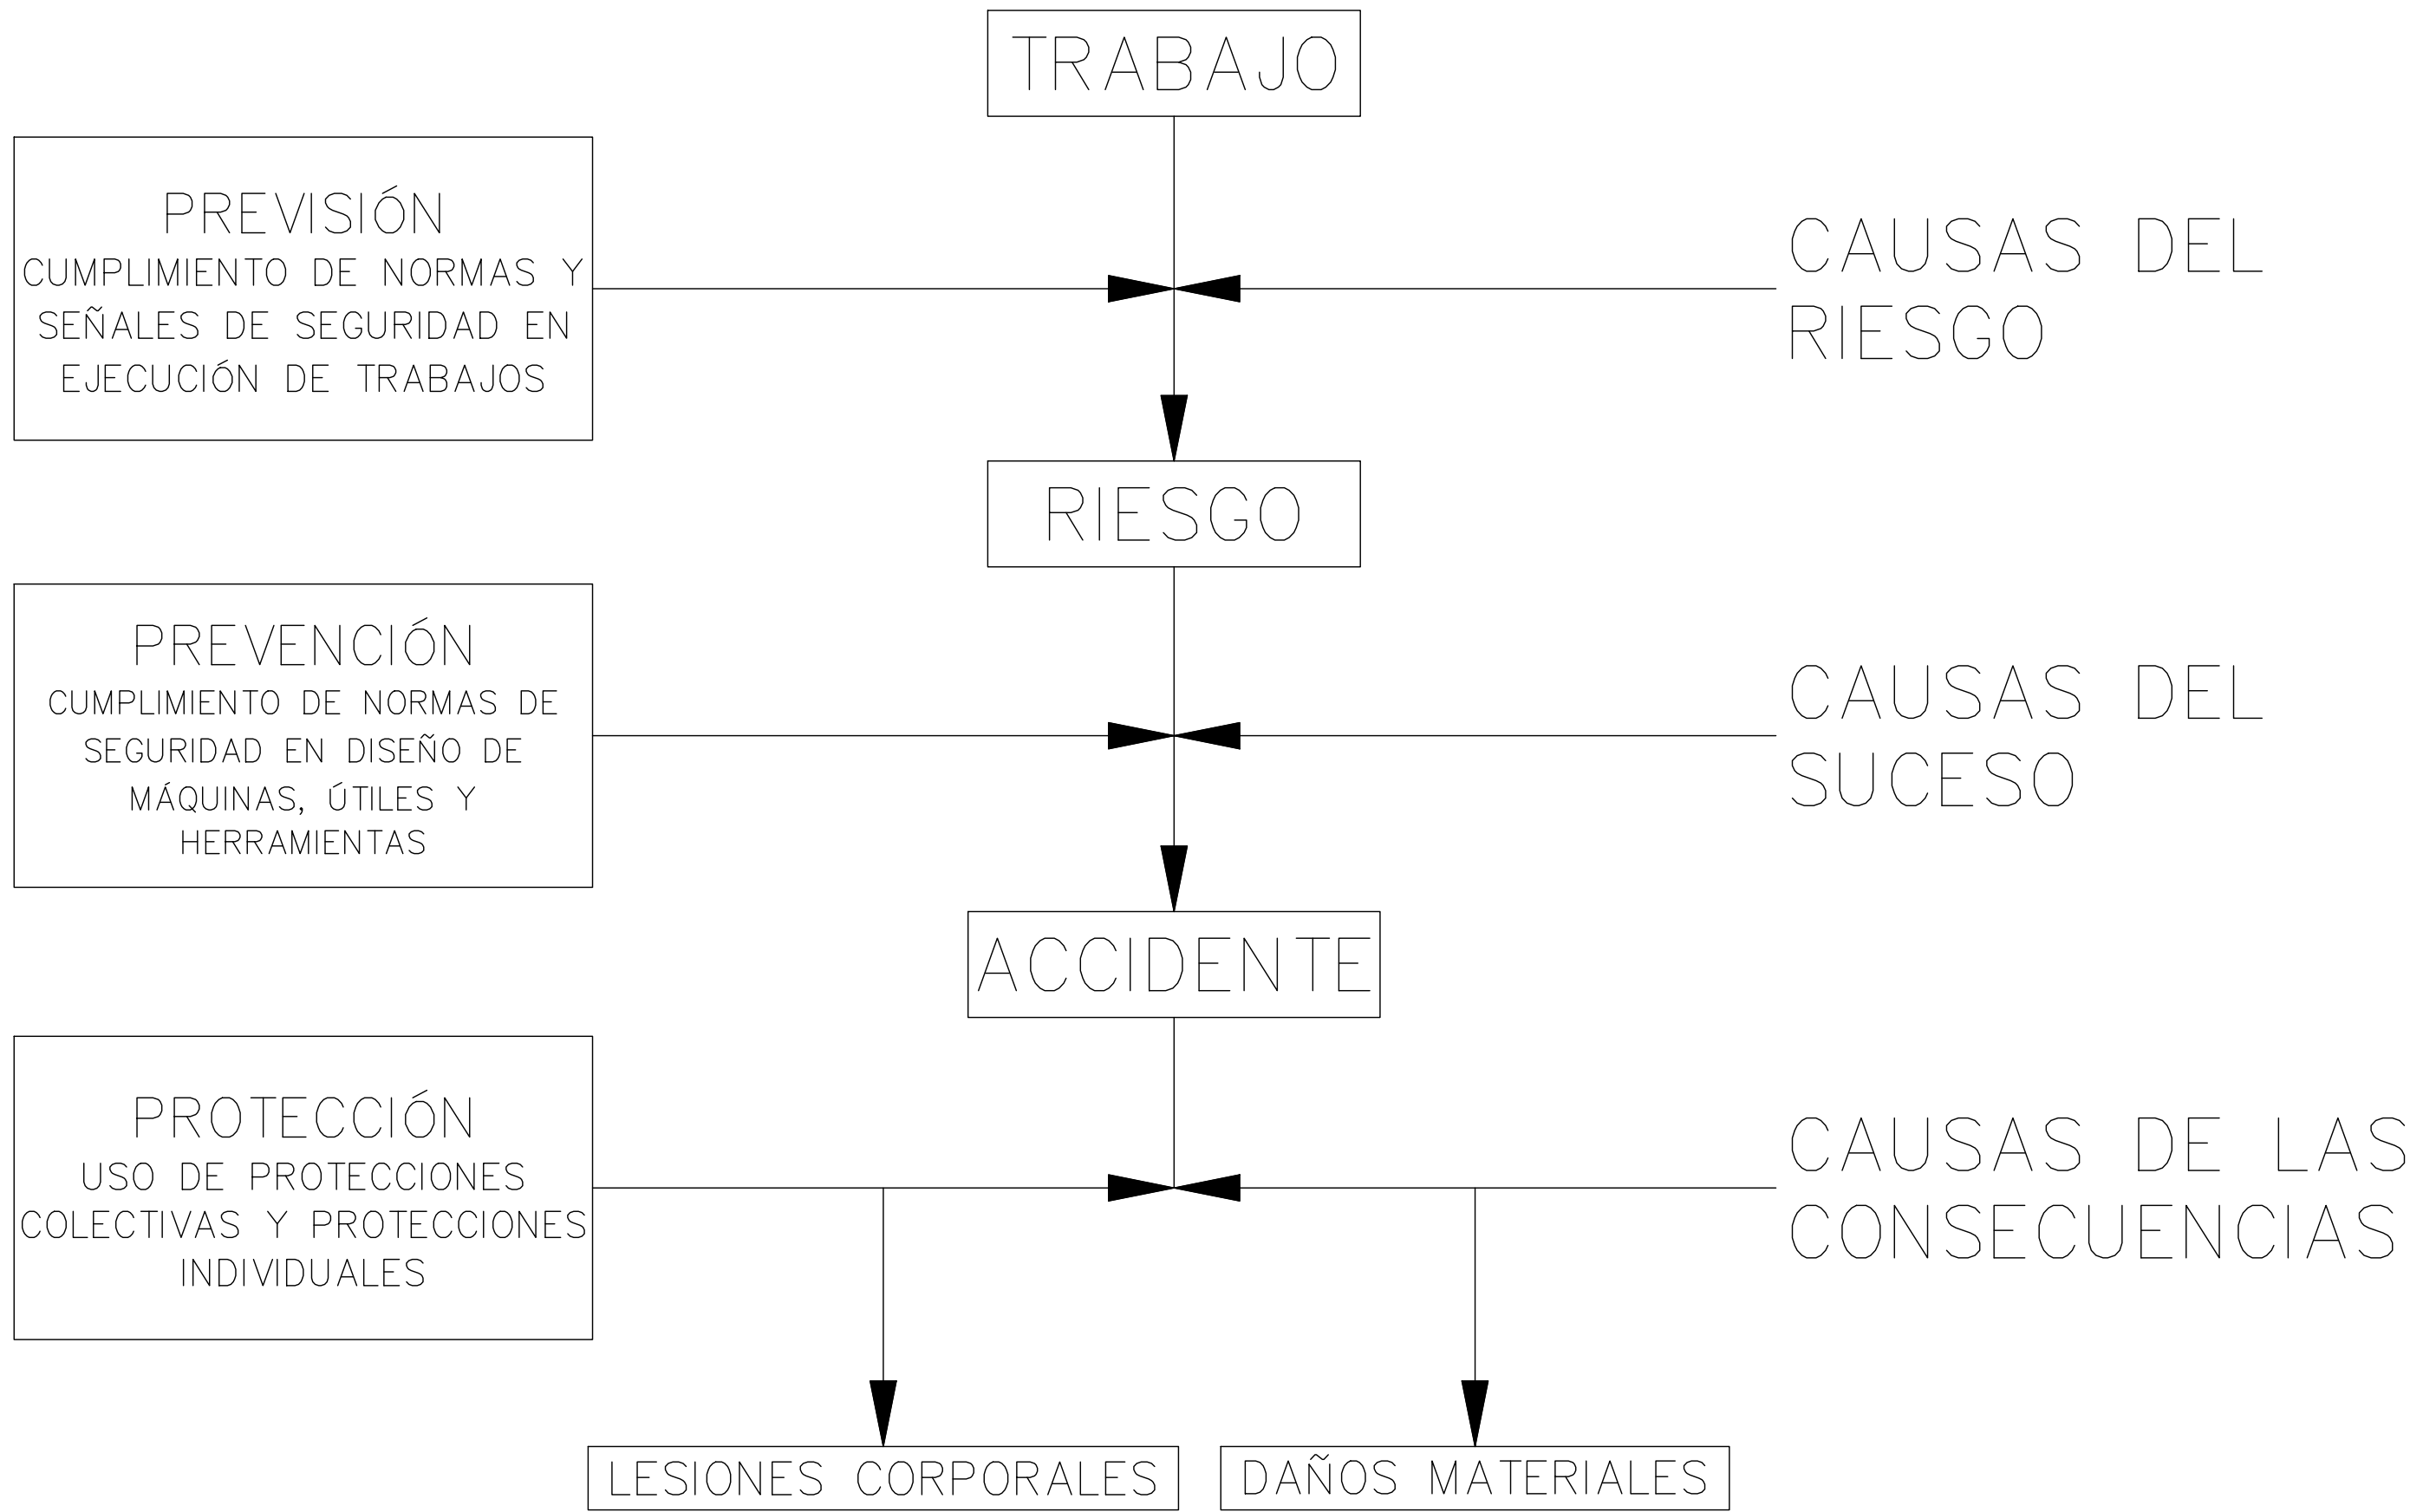 TRABAJO
PREVISIÓN
CUMPLIMIENTO DE NORMAS Y
SEÑALES DE SEGURIDAD EN
EJECUCIÓN DE TRABAJOS
CAUSAS DEL
RIESGO
RIESGO
PREVENCIÓN
CUMPLIMIENTO DE NORMAS DE
SEGURIDAD EN DISEÑO DE
MÁQUINAS, ÚTILES Y
HERRAMIENTAS
CAUSAS DEL
SUCESO
ACCIDENTE
PROTECCIÓN
USO DE PROTECCIONES
COLECTIVAS Y PROTECCIONES
INDIVIDUALES
CAUSAS DE LAS
CONSECUENCIAS
LESIONES CORPORALES
DAÑOS MATERIALES